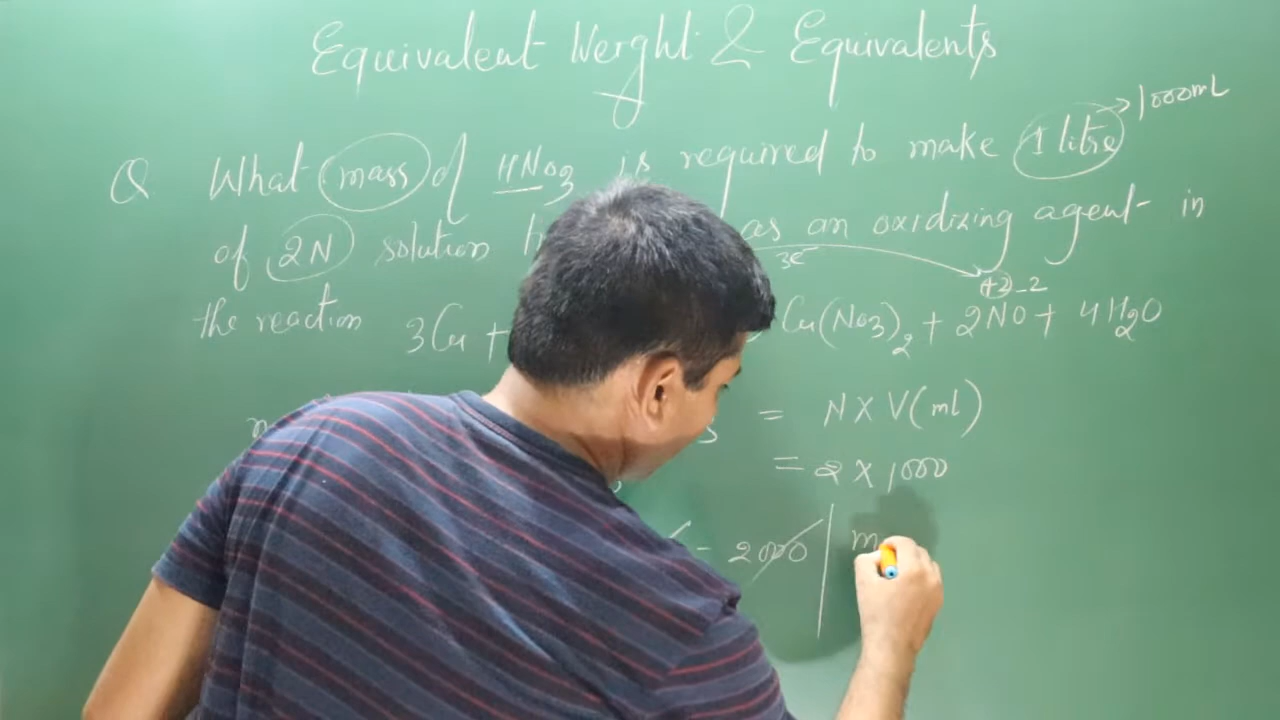 Equivalent Weight & Equivalents
→ 1000mL
Q What mass of HNO3 is required to make 1 litre
of 2N solution as an oxidizing agent in
3e-
+2 -2
the reaction 3Cu + Cu(NO3)2 + 2NO + 4H2O
= N X V(ml)
= 2 X 1000
= 2000 m